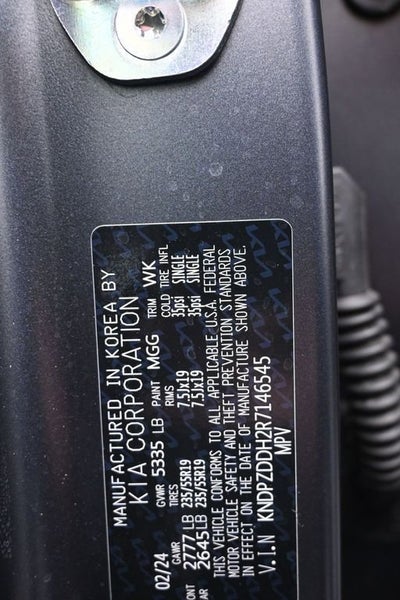 MANUFACTURED IN KOREA BY
KIA CORPORATION
02/24 GVWR 5335 LB PAINT MGG TRIM WK
GAWR TIRES RIMS COLD TIRE INFL
ONT 2777 LB 235/55R19 7.5Jx19 35psi SINGLE
AR 2645 LB 235/55R19 7.5Jx19 35psi SINGLE
THIS VEHICLE CONFORMS TO ALL APPLICABLE U.S.A. FEDERAL
MOTOR VEHICLE SAFETY AND THEFT PREVENTION STANDARDS
IN EFFECT ON THE DATE OF MANUFACTURE SHOWN ABOVE.
V.I.N KNDPZDDH2R7146545
MPV